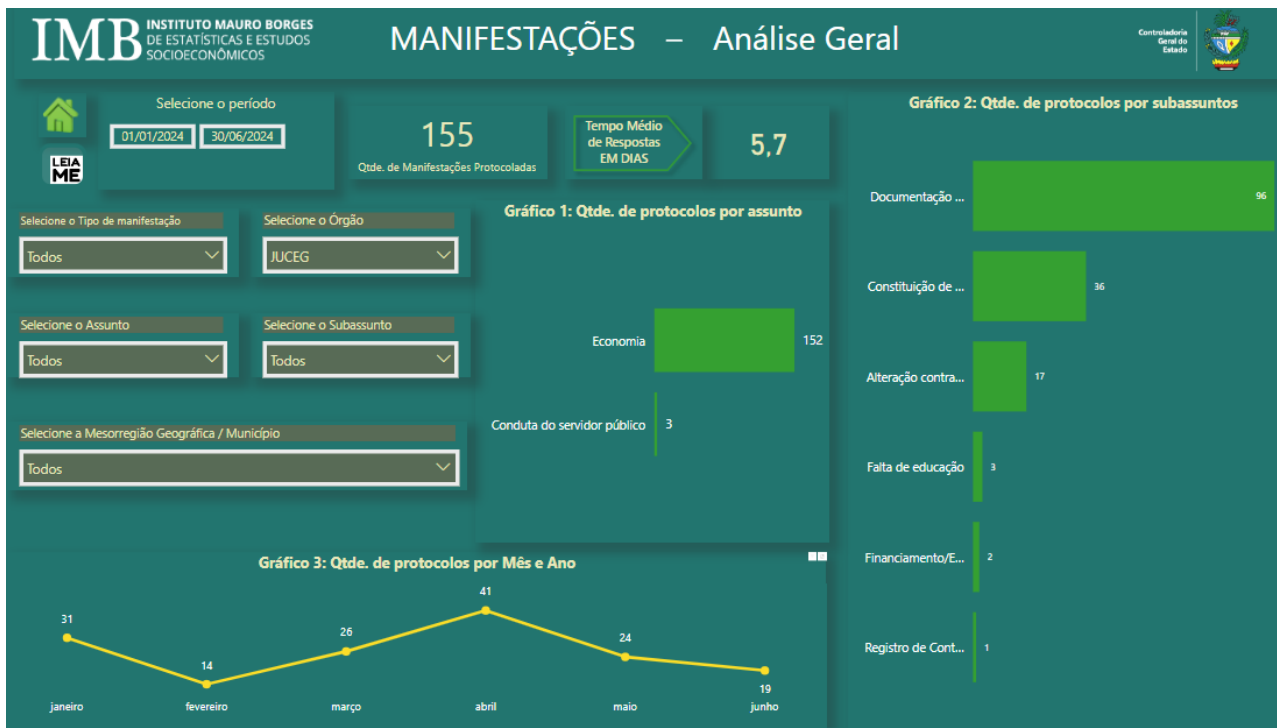 IMB INSTITUTO MAURO BORGES
DE ESTATÍSTICAS E ESTUDOS
SOCIOECONÔMICOS
MANIFESTAÇÕES – Análise Geral
Controladoria
Geral do
Estado
Selecione o período
01/01/2024 30/06/2024
LEIA
ME
155
Qtde. de Manifestações Protocoladas
Tempo Médio
de Respostas
EM DIAS
5,7
Selecione o Tipo de manifestação
Todos
Selecione o Órgão
JUCEG
Selecione o Assunto
Todos
Selecione o Subassunto
Todos
Selecione a Mesorregião Geográfica / Município
Todos
Gráfico 1: Qtde. de protocolos por assunto
Economia 152
Conduta do servidor público 3
Gráfico 2: Qtde. de protocolos por subassuntos
Documentação ... 96
Constituição de ... 36
Alteração contra... 17
Falta de educação 3
Financiamento/E... 2
Registro de Cont... 1
Gráfico 3: Qtde. de protocolos por Mês e Ano
31 14 26 41 24 19
janeiro fevereiro março abril maio junho